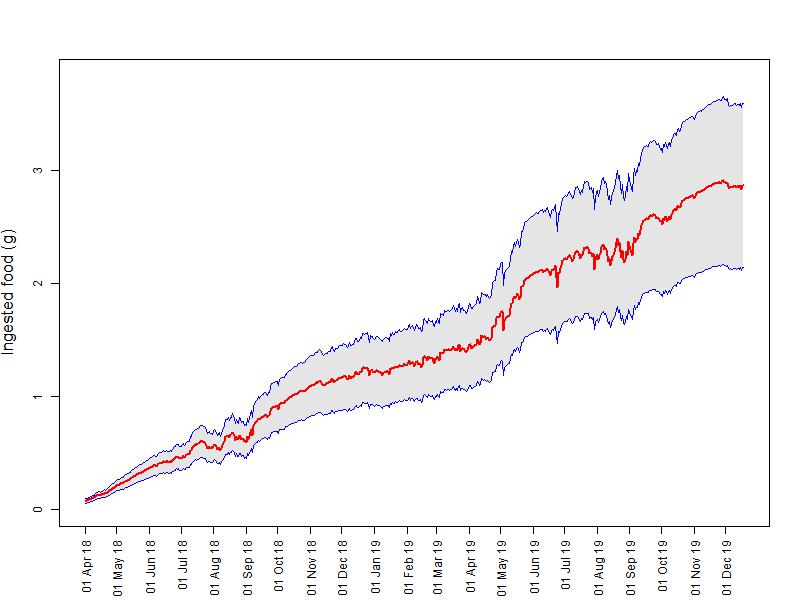 Ingested food (g)
3
2
1
0
01 Apr 18
01 May 18
01 Jun 18
01 Jul 18
01 Aug 18
01 Sep 18
01 Oct 18
01 Nov 18
01 Dec 18
01 Jan 19
01 Feb 19
01 Mar 19
01 Apr 19
01 May 19
01 Jun 19
01 Jul 19
01 Aug 19
01 Sep 19
01 Oct 19
01 Nov 19
01 Dec 19